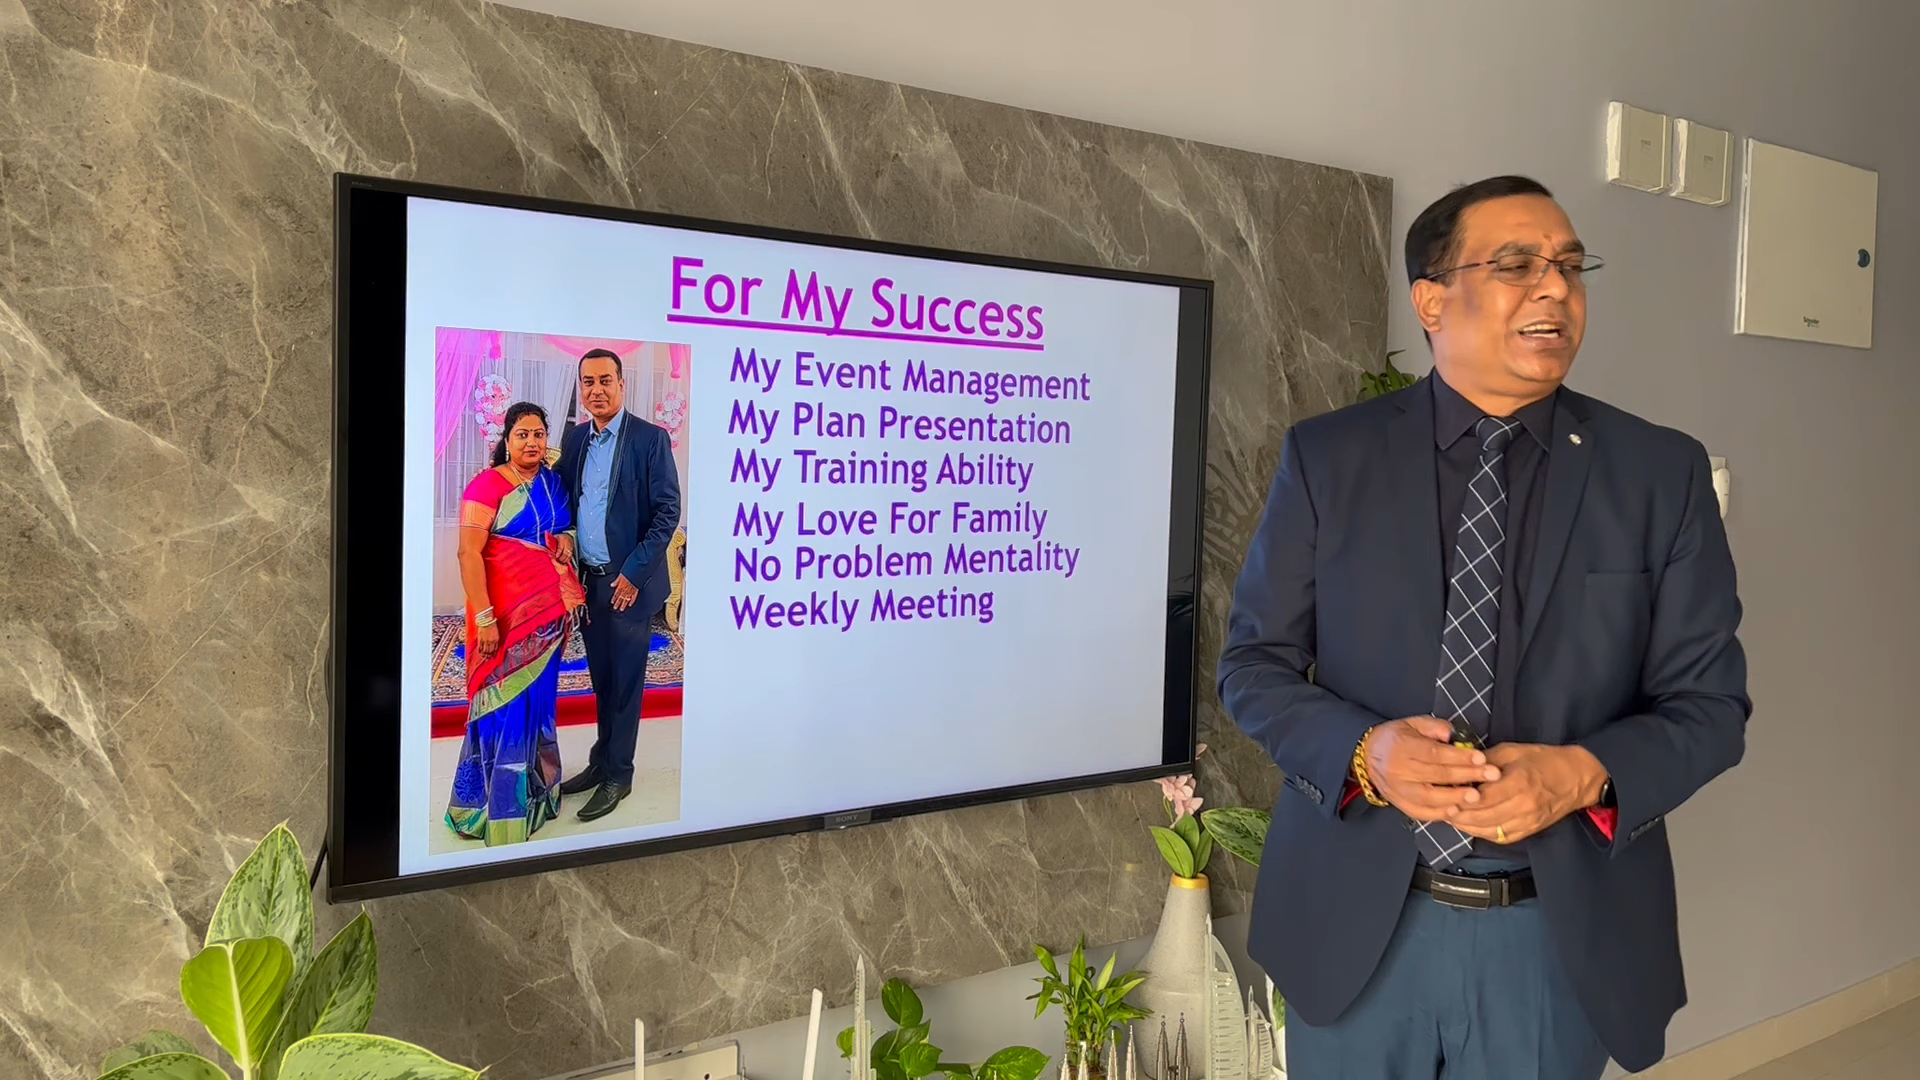 For My Success
My Event Management
My Plan Presentation
My Training Ability
My Love For Family
No Problem Mentality
Weekly Meeting
SONY